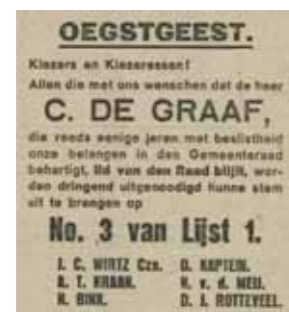 OEGSTGEEST.
Kiezers en Kiezeressen!
Allen die met ons wenschen dat de heer
C. DE GRAAF,
die reeds eenige jaren met beslistheid
onze belangen in den Gemeenteraad
behartigt, lid van den Raad blijft, wor-
den dringend uitgenoodigd hunne stem
uit te brengen op
No. 3 van Lijst 1.
J. C. WIRTZ Czn. D. KAPTEIN.
A. T. KRAAN. H. v. d. MEIJ.
N. BINK. D. J. ROTTEVEEL.